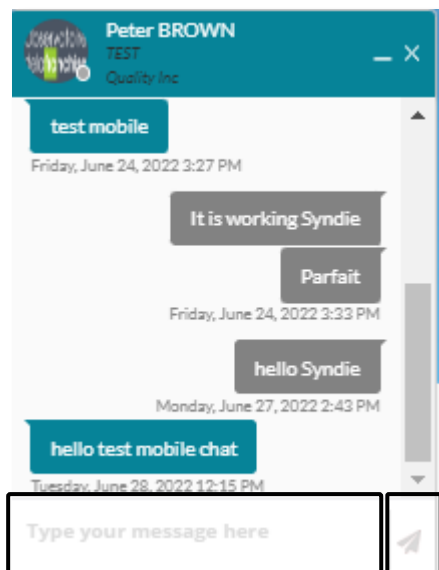 Peter BROWN
TEST
Quality Inc
test mobile
Friday, June 24, 2022 3:27 PM
It is working Syndie
Parfait
Friday, June 24, 2022 3:33 PM
hello Syndie
Monday, June 27, 2022 2:43 PM
hello test mobile chat
Tuesday, June 28, 2022 12:15 PM
Type your message here